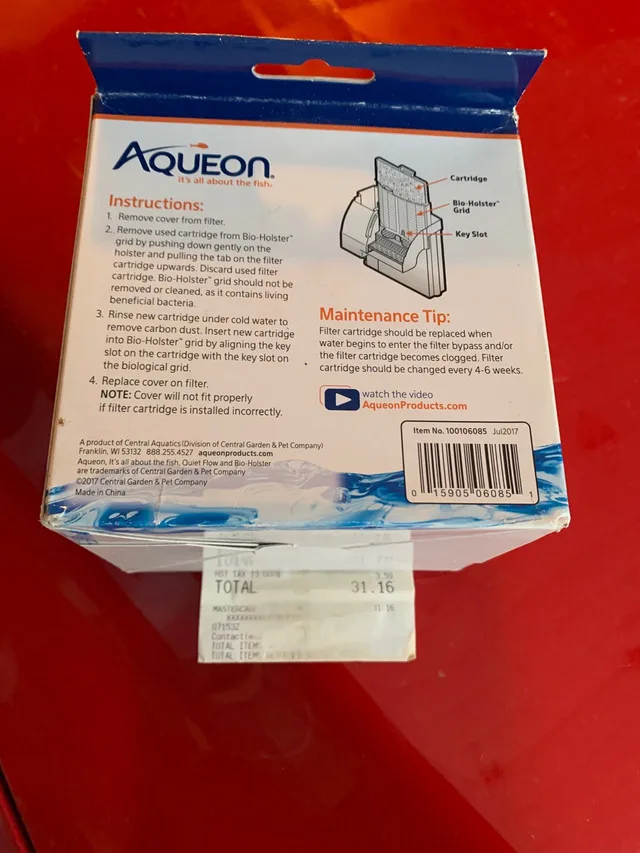 AQUEON®
it's all about the fish.
Instructions:
1. Remove cover from filter.
2. Remove used cartridge from Bio-Holster™
grid by pushing down gently on the
holster and pulling the tab on the filter
cartridge upwards. Discard used filter
cartridge. Bio-Holster™ grid should not be
removed or cleaned, as it contains living
beneficial bacteria.
3. Rinse new cartridge under cold water to
remove carbon dust. Insert new cartridge
into Bio-Holster™ grid by aligning the key
slot on the cartridge with the key slot on
the biological grid.
4. Replace cover on filter.
NOTE: Cover will not fit properly
if filter cartridge is installed incorrectly.
Cartridge
Bio-Holster™
Grid
Key Slot
Maintenance Tip:
Filter cartridge should be replaced when
water begins to enter the filter bypass and/or
the filter cartridge becomes clogged. Filter
cartridge should be changed every 4-6 weeks.
watch the video
AqueonProducts.com
Item No. 100106085 Jul2017
0 15905 06085 1
A product of Central Aquatics (Division of Central Garden & Pet Company)
Franklin, WI 53132 888.255.4527 aqueonproducts.com
Aqueon, It's all about the fish, Quiet Flow and Bio-Holster
are trademarks of Central Garden & Pet Company
©2017 Central Garden & Pet Company
Made in China
HST TAX
TOTAL 31.16
MASTERCARD 31.16
071532
TOTAL ITEM
TOTAL ITEM